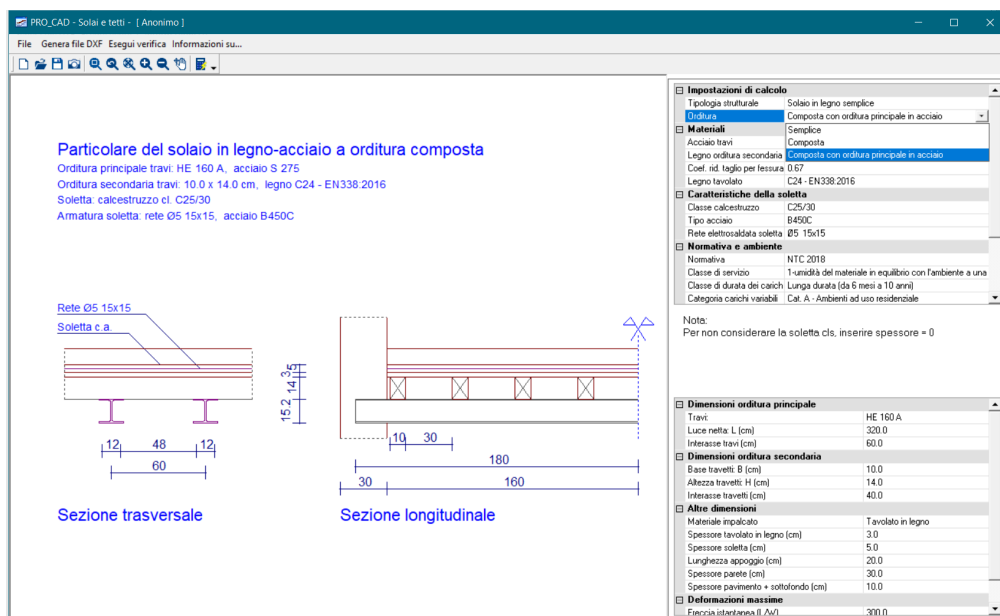 PRO_CAD - Solai e tetti - [ Anonimo ]
File Genera file DXF Esegui verifica Informazioni su...
Particolare del solaio in legno-acciaio a orditura composta
Orditura principale travi: HE 160 A, acciaio S 275
Orditura secondaria travi: 10.0 x 14.0 cm, legno C24 - EN338:2016
Soletta: calcestruzzo cl. C25/30
Armatura soletta: rete Ø5 15x15, acciaio B450C
Rete Ø5 15x15
Soletta c.a.
12 48 12
60
Sezione trasversale
3 5
14
15.2
10 30
180
30 160
Sezione longitudinale
Impostazioni di calcolo
Tipologia strutturale Solaio in legno semplice
Orditura Composta con orditura principale in acciaio
Materiali Semplice
Acciaio travi Composta
Legno orditura secondaria Composta con orditura principale in acciaio
Coef. rid. taglio per fessura 0.67
Legno tavolato C24 - EN338:2016
Caratteristiche della soletta
Classe calcestruzzo C25/30
Tipo acciaio B450C
Rete elettrosaldata soletta Ø5 15x15
Normativa e ambiente
Normativa NTC 2018
Classe di servizio 1-umidità del materiale in equilibrio con l'ambiente a una
Classe di durata dei carich Lunga durata (da 6 mesi a 10 anni)
Categoria carichi variabili Cat. A - Ambienti ad uso residenziale
Nota:
Per non considerare la soletta cls, inserire spessore = 0
Dimensioni orditura principale
Travi: HE 160 A
Luce netta: L (cm) 320.0
Interasse travi (cm) 60.0
Dimensioni orditura secondaria
Base travetti: B (cm) 10.0
Altezza travetti: H (cm) 14.0
Interasse travetti (cm) 40.0
Altre dimensioni
Materiale impalcato Tavolato in legno
Spessore tavolato in legno (cm) 3.0
Spessore soletta (cm) 5.0
Lunghezza appoggio (cm) 20.0
Spessore parete (cm) 30.0
Spessore pavimento + sottofondo (cm) 10.0
Deformazioni massime
Freccia istantanea (L/W) 300.0